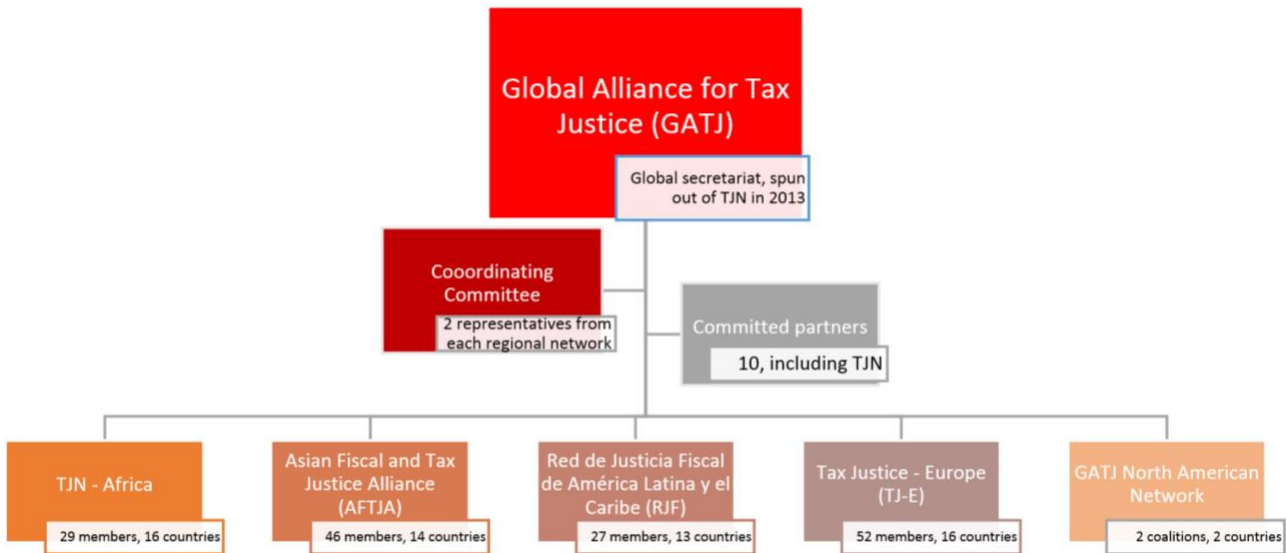 Global Alliance for Tax
Justice (GATJ)
Global secretariat, spun
out of TJN in 2013
Cooordinating
Committee
2 representatives from
each regional network
Committed partners
10, including TJN
TJN - Africa
29 members, 16 countries
Asian Fiscal and Tax
Justice Alliance
(AFTJA)
46 members, 14 countries
Red de Justicia Fiscal
de América Latina y el
Caribe (RJF)
27 members, 13 countries
Tax Justice - Europe
(TJ-E)
52 members, 16 countries
GATJ North American
Network
2 coalitions, 2 countries